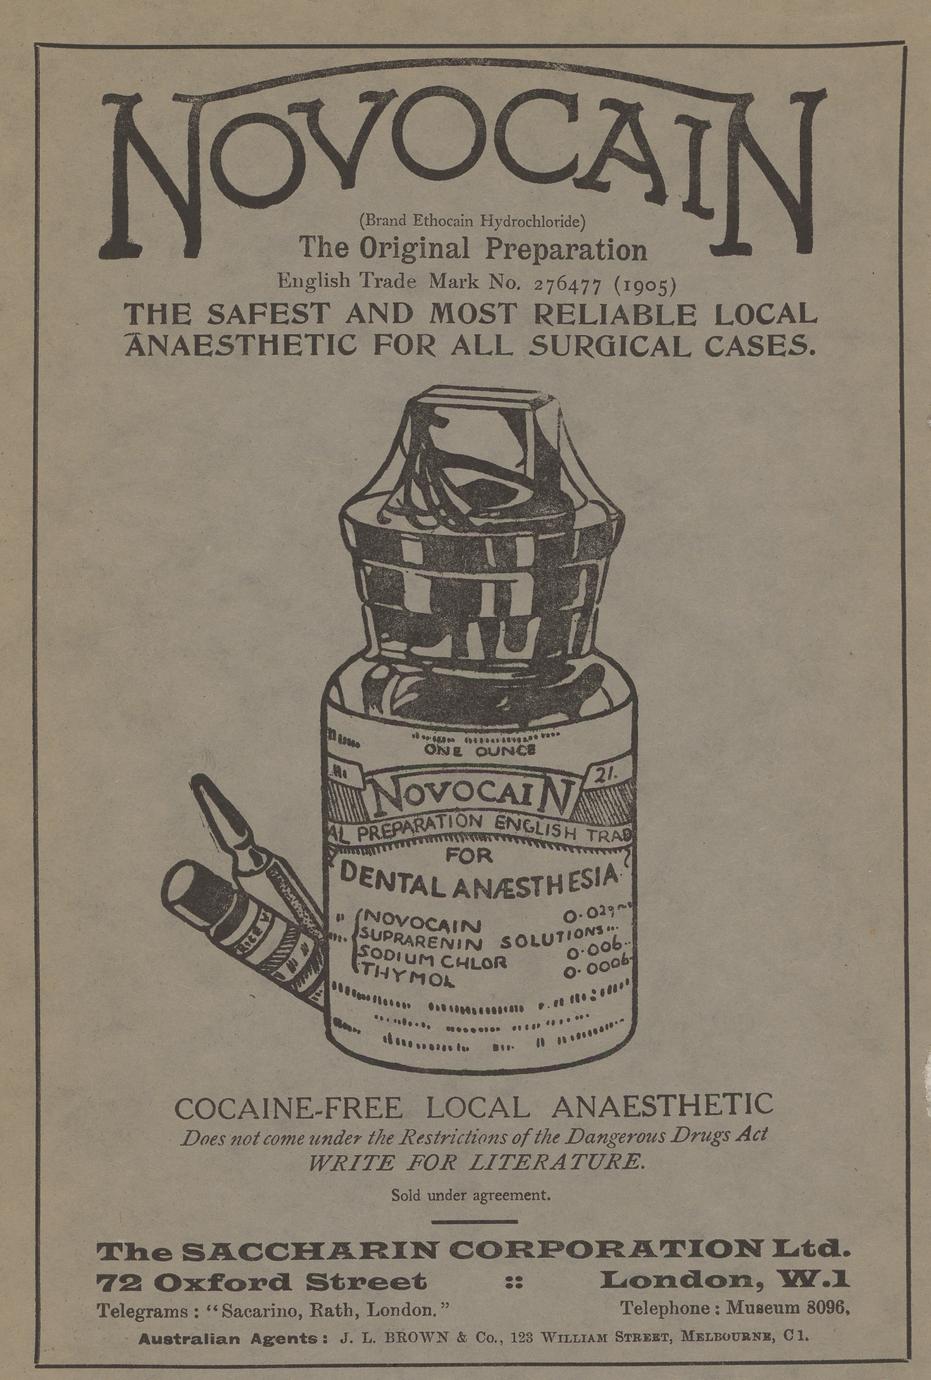 NOVOCAIN
(Brand Ethocain Hydrochloride)
The Original Preparation
English Trade Mark No. 276477 (1905)
THE SAFEST AND MOST RELIABLE LOCAL
ANAESTHETIC FOR ALL SURGICAL CASES.
ONE OUNCE
21.
NOVOCAIN
AL PREPARATION ENGLISH TRAD
FOR
DENTAL ANÆSTHESIA
NOVOCAIN 0.02
SUPRARENIN SOLUTION
SODIUM CHLOR 0.006
THYMOL 0.0006
COCAINE-FREE LOCAL ANAESTHETIC
Does not come under the Restrictions of the Dangerous Drugs Act
WRITE FOR LITERATURE.
Sold under agreement.
The SACCHARIN CORPORATION Ltd.
72 Oxford Street :: London, W.1
Telegrams: “Sacarino, Rath, London.” Telephone: Museum 8096.
Australian Agents: J. L. BROWN & Co., 123 WILLIAM STREET, MELBOURNE, C1.